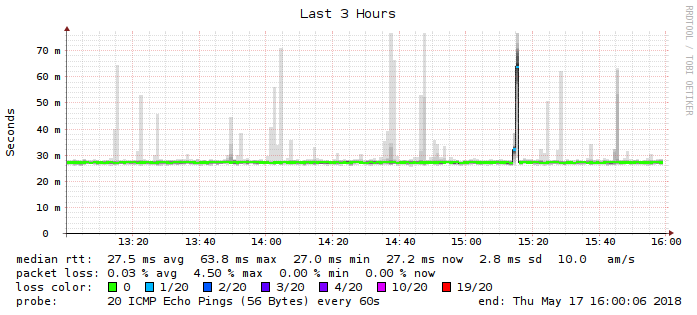 Last 3 Hours
RRDTOOL / TOBI OETIKER
Seconds
70 m
60 m
50 m
40 m
30 m
20 m
10 m
0
13:20 13:40 14:00 14:20 14:40 15:00 15:20 15:40 16:00
median rtt: 27.5 ms avg 63.8 ms max 27.0 ms min 27.2 ms now 2.8 ms sd 10.0 am/s
packet loss: 0.03 % avg 4.50 % max 0.00 % min 0.00 % now
loss color: 0 1/20 2/20 3/20 4/20 10/20 19/20
probe: 20 ICMP Echo Pings (56 Bytes) every 60s end: Thu May 17 16:00:06 2018